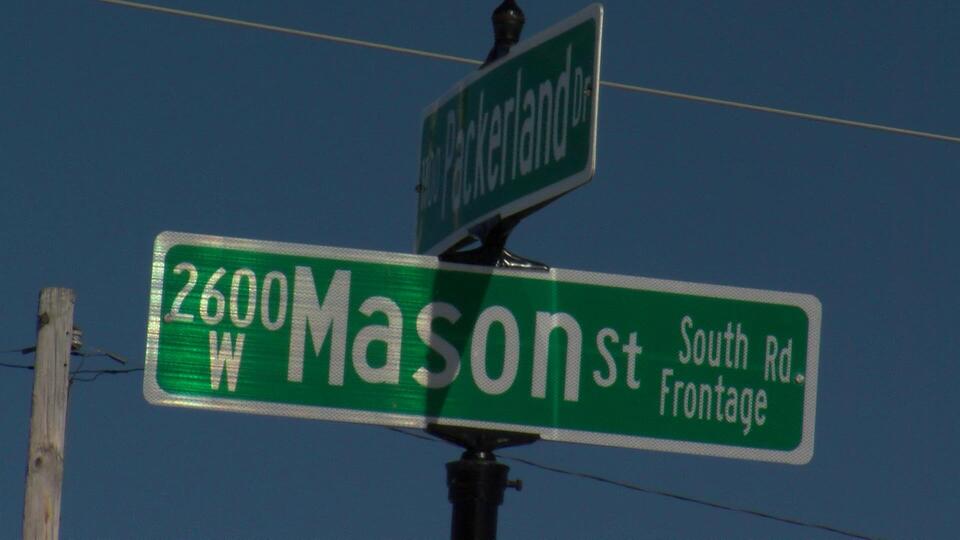 Packerland Dr
2600 W Mason St South Rd
Frontage